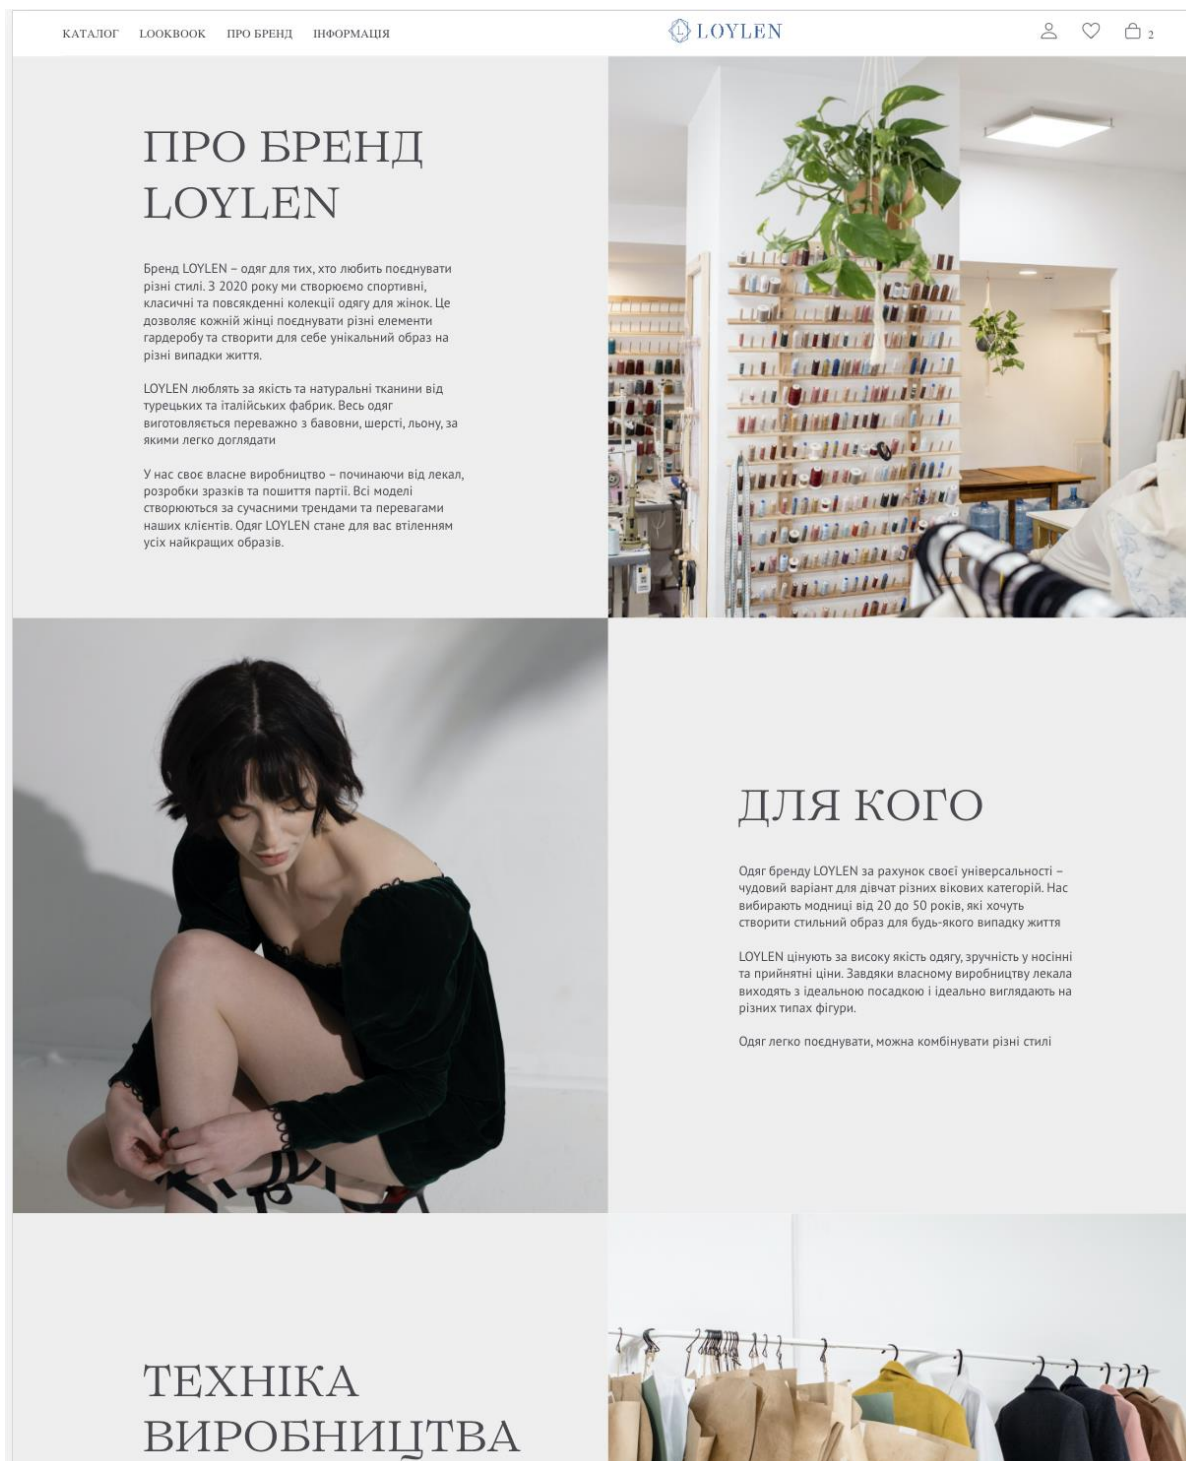 КАТАЛОГ LOOKBOOK ПРО БРЕНД ІНФОРМАЦІЯ
L LOYLEN
2
ПРО БРЕНД
LOYLEN
Бренд LOYLEN – одяг для тих, хто любить поєднувати
різні стилі. З 2020 року ми створюємо спортивні,
класичні та повсякденні колекції одягу для жінок. Це
дозволяє кожній жінці поєднувати різні елементи
гардеробу та створити для себе унікальний образ на
різні випадки життя.
LOYLEN люблять за якість та натуральні тканини від
турецьких та італійських фабрик. Весь одяг
виготовляється переважно з бавовни, шерсті, льону, за
якими легко доглядати
У нас своє власне виробництво – починаючи від лекал,
розробки зразків та пошиття партії. Всі моделі
створюються за сучасними трендами та перевагами
наших клієнтів. Одяг LOYLEN стане для вас втіленням
усіх найкращих образів.
ДЛЯ КОГО
Одяг бренду LOYLEN за рахунок своєї універсальності –
чудовий варіант для дівчат різних вікових категорій. Нас
вибирають модниці від 20 до 50 років, які хочуть
створити стильний образ для будь-якого випадку життя
LOYLEN цінують за високу якість одягу, зручність у носінні
та прийнятні ціни. Завдяки власному виробництву лекала
виходять з ідеальною посадкою і ідеально виглядають на
різних типах фігури.
Одяг легко поєднувати, можна комбінувати різні стилі
ТЕХНІКА
ВИРОБНИЦТВА